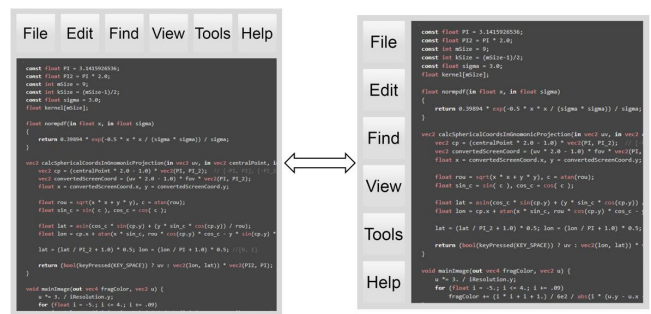 File Edit Find View Tools Help
const float PI = 3.1415926536;
const float PI2 = PI * 2.0;
const int mSize = 9;
const int kSize = (mSize-1)/2;
const float sigma = 3.0;
float kernel[mSize];
float normpdf(in float x, in float sigma)
{
return 0.39894 * exp(-0.5 * x * x / (sigma * sigma)) / sigma;
}
vec2 calcSphericalCoordsInGnomonicProjection(in vec2 uv, in vec2 centralPoint, i
vec2 cp = (centralPoint * 2.0 - 1.0) * vec2(PI, PI_2);
vec2 convertedScreenCoord = (uv * 2.0 - 1.0) * fov * vec2(PI,
float x = convertedScreenCoord.x, y = convertedScreenCoord.y;
float rou = sqrt(x * x + y * y), c = atan(rou);
float sin_c = sin( c ), cos_c = cos( c );
float lat = asin(cos_c * sin(cp.y) + (y * sin_c * cos(cp.y)) / rou);
float lon = cp.x + atan(x * sin_c, rou * cos(cp.y) * cos_c - y * sin(cp.y) *
lat = (lat / PI_2 + 1.0) * 0.5; lon = (lon / PI + 1.0) * 0.5; //[0, 1]
return (bool(keyPressed(KEY_SPACE)) ? uv : vec2(lon, lat)) * vec2(PI2, PI);
}
void mainImage(out vec4 fragColor, vec2 u) {
u *= 3. / iResolution.y;
for (float i = -5.; i <= 4.; i += .09)
File
Edit
Find
View
Tools
Help
const float PI = 3.1415926536;
const float PI2 = PI * 2.0;
const int mSize = 9;
const int kSize = (mSize-1)/2;
const float sigma = 3.0;
float kernel[mSize];
float normpdf(in float x, in float sigma)
{
return 0.39894 * exp(-0.5 * x * x / (sigma * sigma)) / sigma;
}
vec2 calcSphericalCoordsInGnomonicProjection(in vec2 uv, in vec2
vec2 cp = (centralPoint * 2.0 - 1.0) * vec2(PI, PI_2);
vec2 convertedScreenCoord = (uv * 2.0 - 1.0) * fov * vec2(PI,
float x = convertedScreenCoord.x, y = convertedScreenCoord.y;
float rou = sqrt(x * x + y * y), c = atan(rou);
float sin_c = sin( c ), cos_c = cos( c );
float lat = asin(cos_c * sin(cp.y) + (y * sin_c * cos(cp.y)) /
float lon = cp.x + atan(x * sin_c, rou * cos(cp.y) * cos_c - y
lat = (lat / PI_2 + 1.0) * 0.5; lon = (lon / PI + 1.0) * 0.5;
return (bool(keyPressed(KEY_SPACE)) ? uv : vec2(lon, lat)) *
}
void mainImage(out vec4 fragColor, vec2 u) {
u *= 3. / iResolution.y;
for (float i = -5.; i <= 4.; i += .09)
fragColor += (i * i + i + 1.) / 6e2 / abs(i * (u.y - u.x